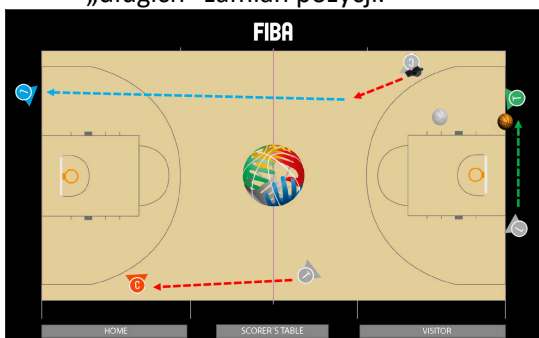 „długich” zamian pozycji.
FIBA
C
C
HOME
SCORER'S TABLE
VISITOR